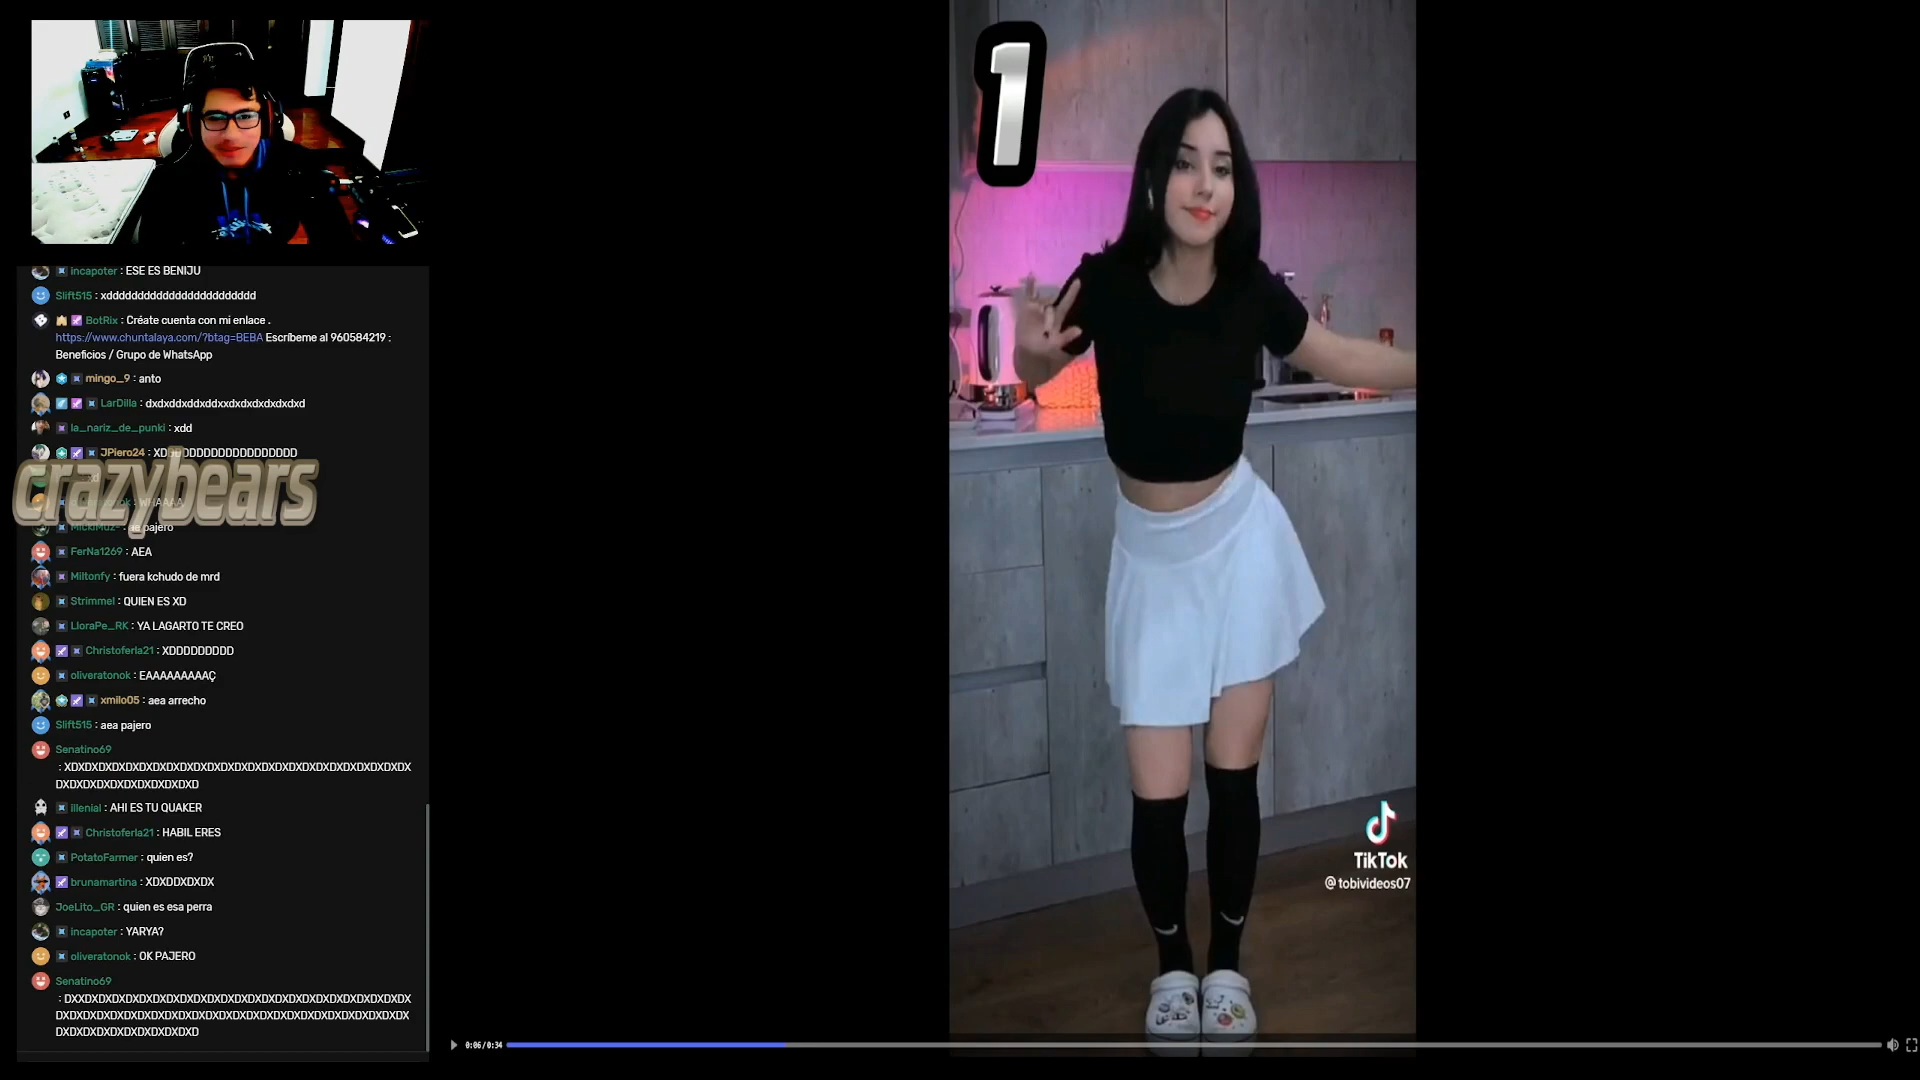 1
incapoter : ESE ES BENIJU
Slift515 : xdddddddddddddddddddddddd
BotRix : Créate cuenta con mi enlace .
https://www.chuntalaya.com/?btag=BEBA Escríbeme al 960584219 :
Beneficios / Grupo de WhatsApp
mingo_9 : anto
LarDilla : dxdxddxddxddxxdxdxdxdxdxdxd
la_nariz_de_punki : xdd
JPiero24
crazybears
pajero
FerNa1269 : AEA
Miltonfy : fuera kchudo de mrd
Strimmel : QUIEN ES XD
LloraPe_RK : YA LAGARTO TE CREO
Christoferla21 : XDDDDDDDDD
oliveratonok : EAAAAAAAAAÇ
xmilo05 : aea arrecho
Slift515 : aea pajero
Senatino69
: XDXDXDXDXDXDXDXDXDXDXDXDXDXDXDXDXDXDXDXDXDXDXDXDXDX
DXDXDXDXDXDXDXDXDXDXD
illenial : AHI ES TU QUAKER
Christoferla21 : HABIL ERES
PotatoFarmer : quien es?
brunamartina : XDXDDXDXDX
JoeLito_GR : quien es esa perra
incapoter : YARYA?
oliveratonok : OK PAJERO
Senatino69
: DXXDXDXDXDXDXDXDXDXDXDXDXDXDXDXDXDXDXDXDXDXDXDXDXDX
DXDXDXDXDXDXDXDXDXDXDXDXDXDXDXDXDXDXDXDXDXDXDXDXDXD
DXDXDXDXDXDXDXDXDXDXD
TikTok
@tobivideos07
0:06/0:34